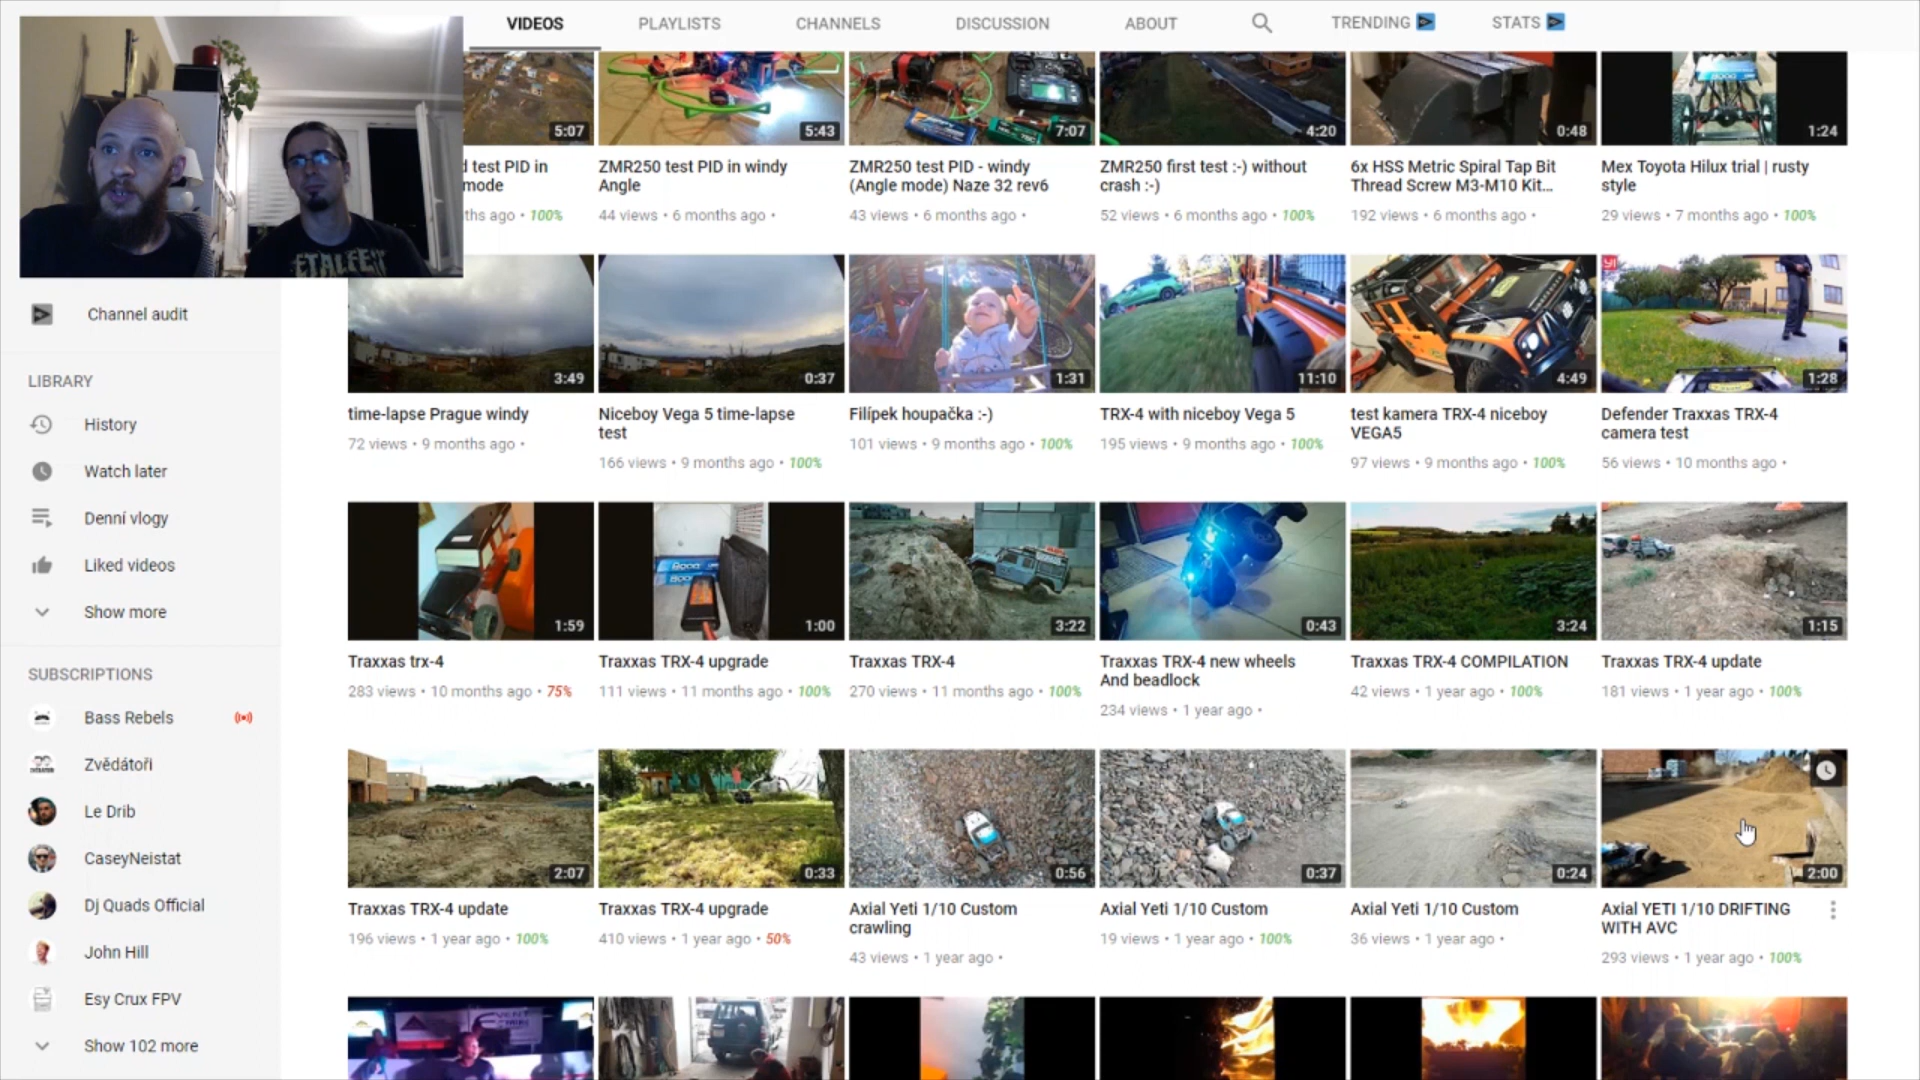 VIDEOS
PLAYLISTS
CHANNELS
DISCUSSION
ABOUT
TRENDING
STATS
5:07
5:43
7:07
4:20
0:48
1:24
d test PID in
mode
ths ago • 100%
ZMR250 test PID in windy
Angle
44 views • 6 months ago •
ZMR250 test PID - windy
(Angle mode) Naze 32 rev6
43 views • 6 months ago •
ZMR250 first test :-) without
crash :-)
52 views • 6 months ago • 100%
6x HSS Metric Spiral Tap Bit
Thread Screw M3-M10 Kit...
192 views • 6 months ago •
Mex Toyota Hilux trial | rusty
style
29 views • 7 months ago • 100%
Channel audit
LIBRARY
History
Watch later
Denní vlogy
Liked videos
Show more
SUBSCRIPTIONS
Bass Rebels
Zvědátoři
Le Drib
CaseyNeistat
Dj Quads Official
John Hill
Esy Crux FPV
Show 102 more
3:49
0:37
1:31
11:10
4:49
1:28
time-lapse Prague windy
72 views • 9 months ago •
Niceboy Vega 5 time-lapse
test
166 views • 9 months ago • 100%
Filípek houpačka :-)
101 views • 9 months ago • 100%
TRX-4 with niceboy Vega 5
195 views • 9 months ago • 100%
test kamera TRX-4 niceboy
VEGA5
97 views • 9 months ago • 100%
Defender Traxxas TRX-4
camera test
56 views • 10 months ago •
1:59
1:00
3:22
0:43
3:24
1:15
Traxxas trx-4
283 views • 10 months ago • 75%
Traxxas TRX-4 upgrade
111 views • 11 months ago • 100%
Traxxas TRX-4
270 views • 11 months ago • 100%
Traxxas TRX-4 new wheels
And beadlock
234 views • 1 year ago •
Traxxas TRX-4 COMPILATION
42 views • 1 year ago • 100%
Traxxas TRX-4 update
181 views • 1 year ago • 100%
2:07
0:33
0:56
0:37
0:24
2:00
Traxxas TRX-4 update
196 views • 1 year ago • 100%
Traxxas TRX-4 upgrade
410 views • 1 year ago • 50%
Axial Yeti 1/10 Custom
crawling
43 views • 1 year ago •
Axial Yeti 1/10 Custom
19 views • 1 year ago • 100%
Axial Yeti 1/10 Custom
36 views • 1 year ago •
Axial YETI 1/10 DRIFTING
WITH AVC
293 views • 1 year ago • 100%